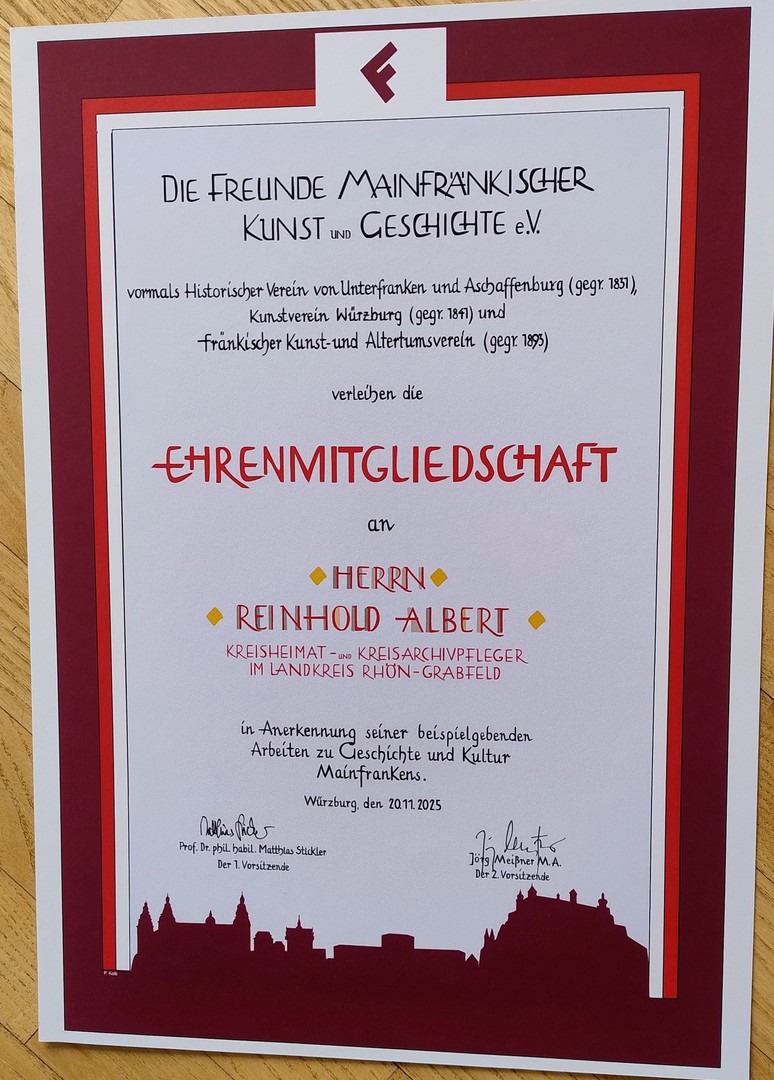 DIE FREUNDE MAINFRÄNKISCHER
KUNST UND GESCHICHTE e.V.
vormals Historischer Verein von Unterfranken und Aschaffenburg (gegr. 1831),
Kunstverein Würzburg (gegr. 1841) und
fränkischer Kunst-und Altertumsverein (gegr. 1893)
verleihen die
EHRENMITGLIEDSCHAFT
an
HERRN
REINHOLD ALBERT
KREISHEIMAT- UND KREISARCHIVPFLEGER
IM LANDKREIS RHÖN-GRABFELD
in Anerkennung seiner beispielgebenden
Arbeiten zu Geschichte und Kultur
Mainfrankens.
Würzburg, den 20.11.2025
Prof. Dr. phil. habil. Matthias Stickler
Der 1. Vorsitzende
Jörg Meißner M.A.
Der 2. Vorsitzende